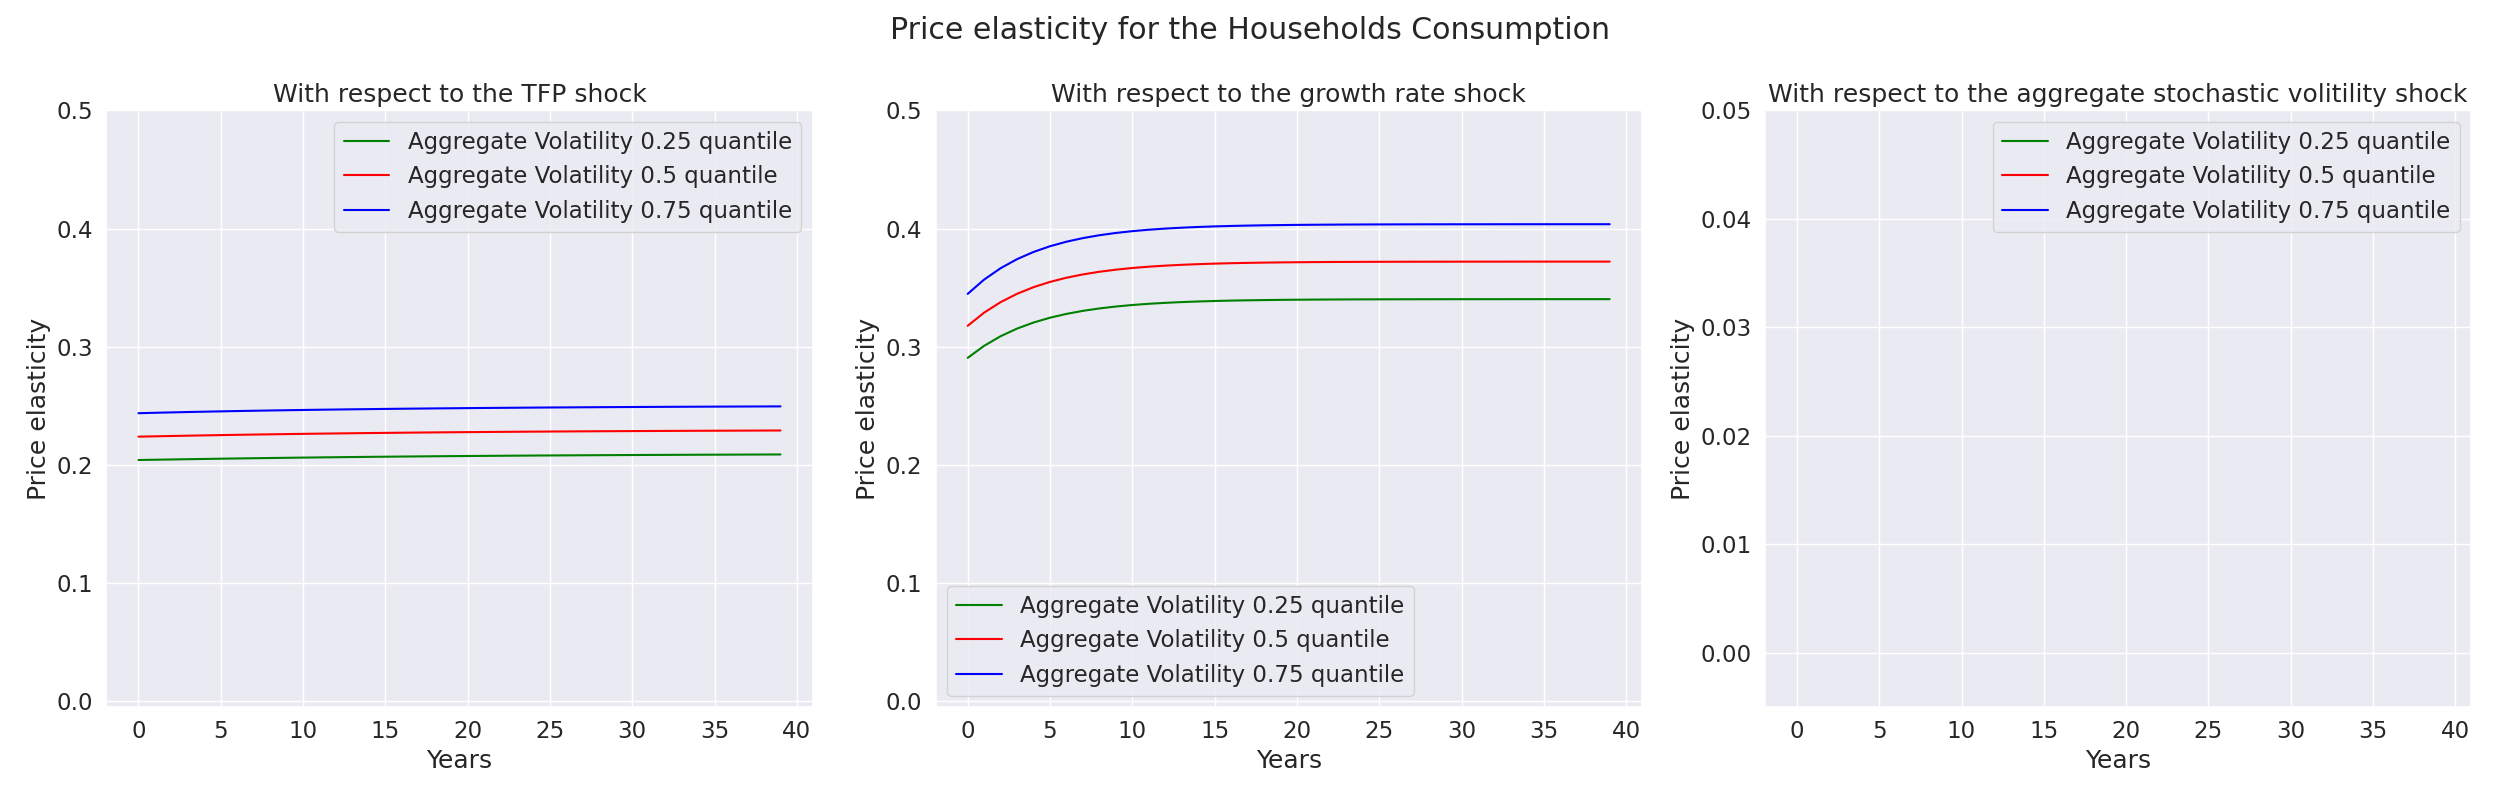 Price elasticity for the Households Consumption
With respect to the TFP shock
0.5
0.4
0.3
0.2
0.1
0.0
Price elasticity
Aggregate Volatility 0.25 quantile
Aggregate Volatility 0.5 quantile
Aggregate Volatility 0.75 quantile
0 5 10 15 20 25 30 35 40
Years
With respect to the growth rate shock
0.5
0.4
0.3
0.2
0.1
0.0
Price elasticity
Aggregate Volatility 0.25 quantile
Aggregate Volatility 0.5 quantile
Aggregate Volatility 0.75 quantile
0 5 10 15 20 25 30 35 40
Years
With respect to the aggregate stochastic volitility shock
0.05
0.04
0.03
0.02
0.01
0.00
Price elasticity
Aggregate Volatility 0.25 quantile
Aggregate Volatility 0.5 quantile
Aggregate Volatility 0.75 quantile
0 5 10 15 20 25 30 35 40
Years